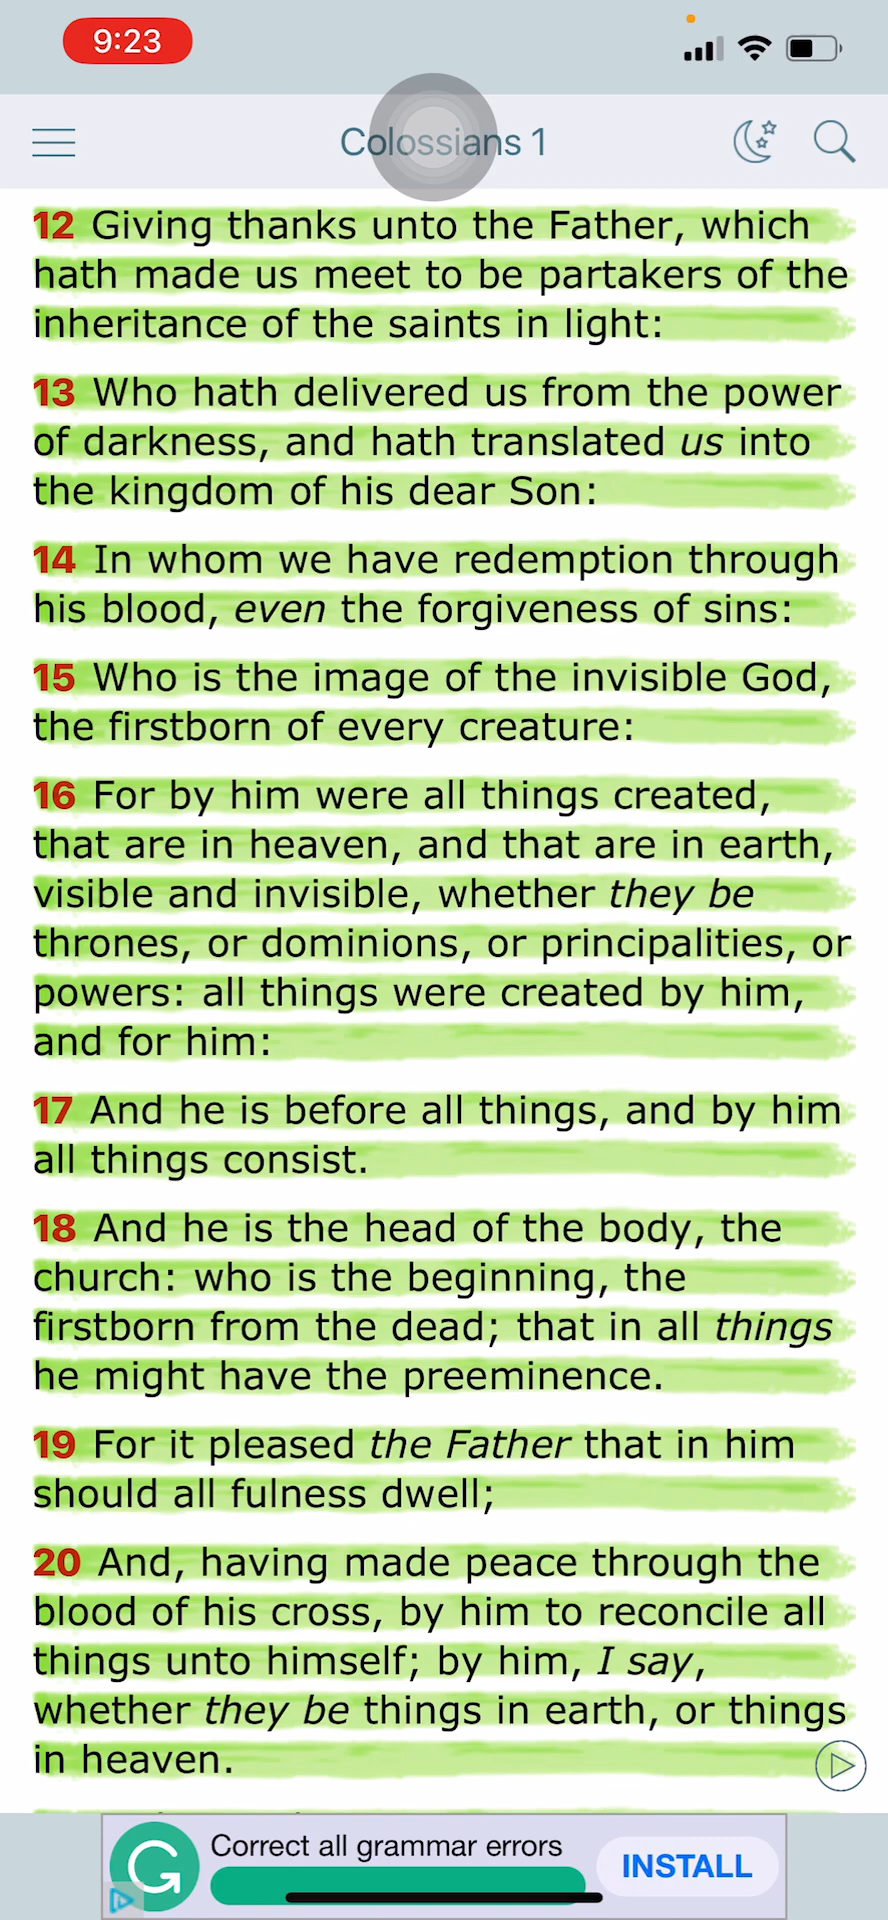 9:23
Colossians 1
12 Giving thanks unto the Father, which
hath made us meet to be partakers of the
inheritance of the saints in light:
13 Who hath delivered us from the power
of darkness, and hath translated us into
the kingdom of his dear Son:
14 In whom we have redemption through
his blood, even the forgiveness of sins:
15 Who is the image of the invisible God,
the firstborn of every creature:
16 For by him were all things created,
that are in heaven, and that are in earth,
visible and invisible, whether they be
thrones, or dominions, or principalities, or
powers: all things were created by him,
and for him:
17 And he is before all things, and by him
all things consist.
18 And he is the head of the body, the
church: who is the beginning, the
firstborn from the dead; that in all things
he might have the preeminence.
19 For it pleased the Father that in him
should all fulness dwell;
20 And, having made peace through the
blood of his cross, by him to reconcile all
things unto himself; by him, I say,
whether they be things in earth, or things
in heaven.
Correct all grammar errors
INSTALL